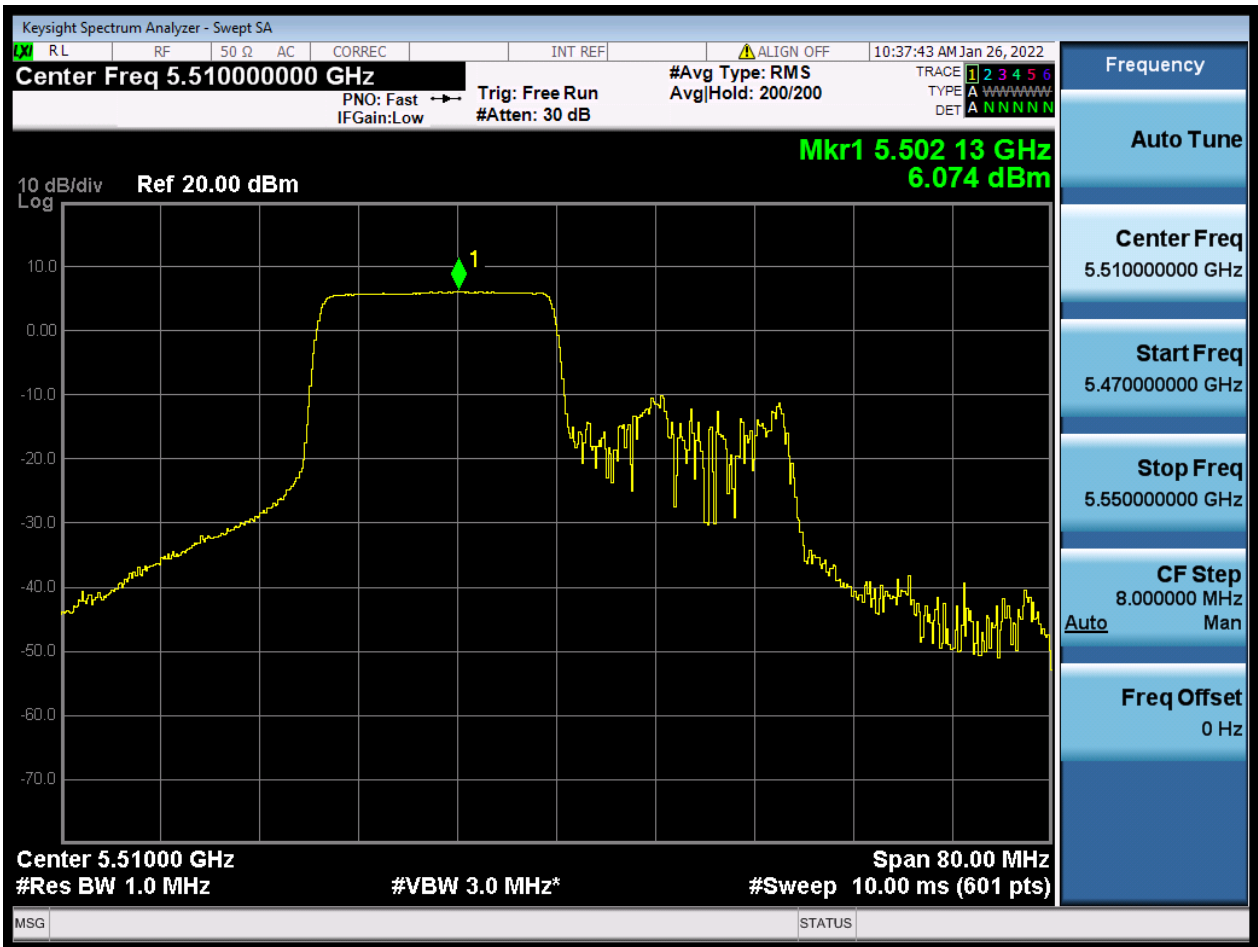 Keysight Spectrum Analyzer - Swept SA
LXI RL RF 50 Ω AC CORREC INT REF ALIGN OFF 10:37:43 AM Jan 26, 2022
Center Freq 5.510000000 GHz
PNO: Fast
IFGain:Low
Trig: Free Run
#Atten: 30 dB
#Avg Type: RMS
Avg|Hold: 200/200
TRACE 1 2 3 4 5 6
TYPE A WWWWW
DET A N N N N N
Mkr1 5.502 13 GHz
6.074 dBm
10 dB/div Ref 20.00 dBm
Log
1
10.0
0.00
-10.0
-20.0
-30.0
-40.0
-50.0
-60.0
-70.0
Center 5.51000 GHz Span 80.00 MHz
#Res BW 1.0 MHz #VBW 3.0 MHz* #Sweep 10.00 ms (601 pts)
MSG STATUS
Frequency
Auto Tune
Center Freq
5.510000000 GHz
Start Freq
5.470000000 GHz
Stop Freq
5.550000000 GHz
CF Step
8.000000 MHz
Auto Man
Freq Offset
0 Hz